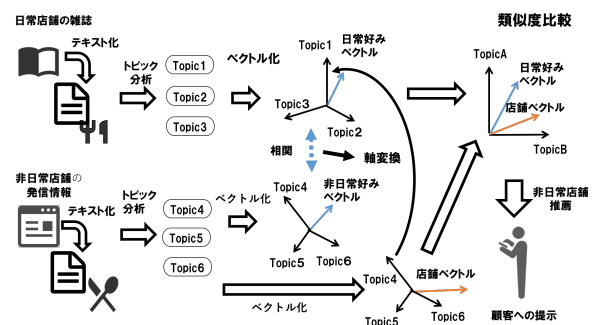 日常店舗の雑誌
テキスト化
トピック
分析
Topic1
Topic2
Topic3
ベクトル化
Topic1
日常好み
ベクトル
Topic3
Topic2
類似度比較
TopicA
日常好み
ベクトル
店舗ベクトル
TopicB
相関
軸変換
非日常店舗の
発信情報
テキスト化
トピック
分析
Topic4
Topic5
Topic6
ベクトル化
Topic4
非日常好み
ベクトル
Topic5
Topic6
ベクトル化
Topic4
店舗ベクトル
Topic5
Topic6
非日常店舗
推薦
顧客への提示